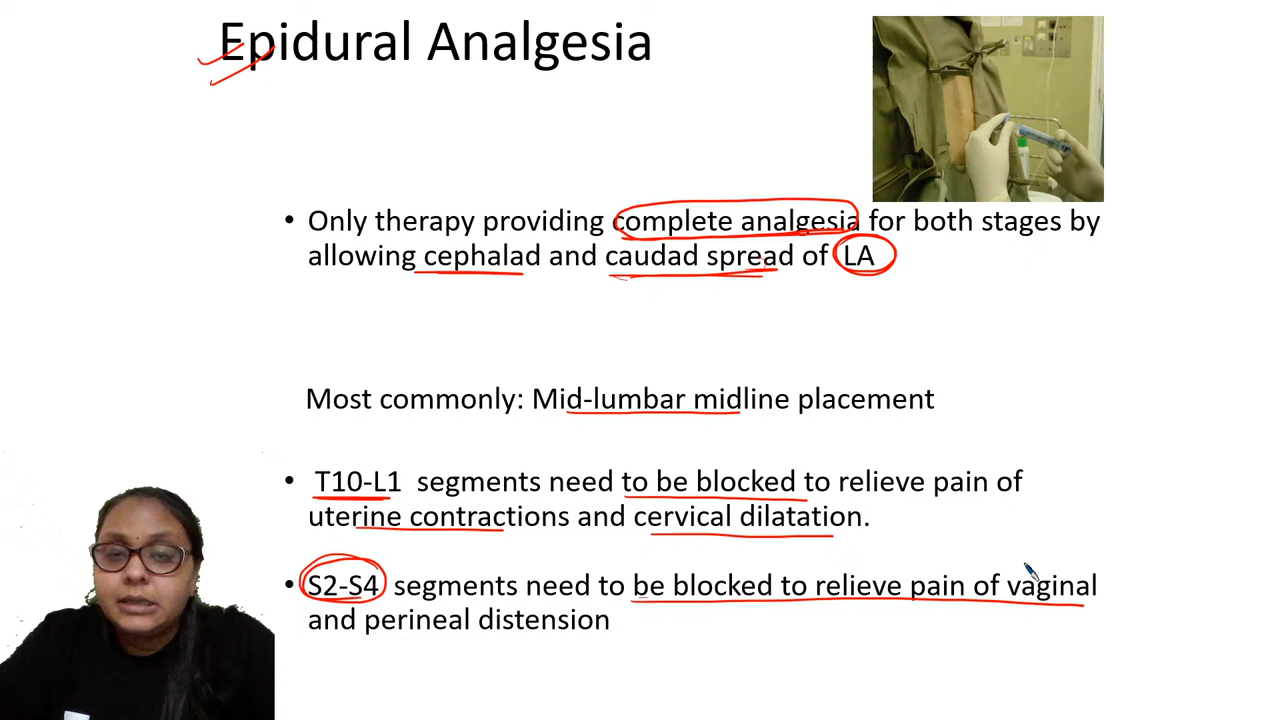 Epidural Analgesia
• Only therapy providing complete analgesia for both stages by
allowing cephalad and caudad spread of LA
Most commonly: Mid-lumbar midline placement
• T10-L1 segments need to be blocked to relieve pain of
uterine contractions and cervical dilatation.
• S2-S4 segments need to be blocked to relieve pain of vaginal
and perineal distension